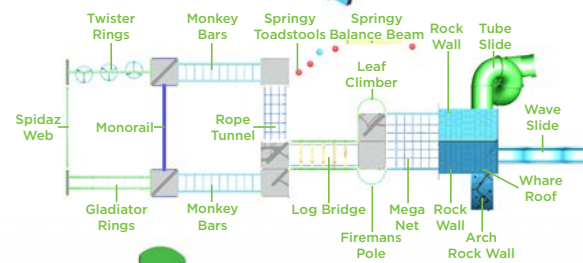 Twister
Rings
Monkey
Bars
Springy
Toadstools
Springy
Balance Beam
Rock
Wall
Tube
Slide
Leaf
Climber
Spidaz
Web
Monorail
Rope
Tunnel
Wave
Slide
Gladiator
Rings
Monkey
Bars
Log Bridge
Firemans
Pole
Mega
Net
Rock
Wall
Arch
Rock Wall
Whare
Roof